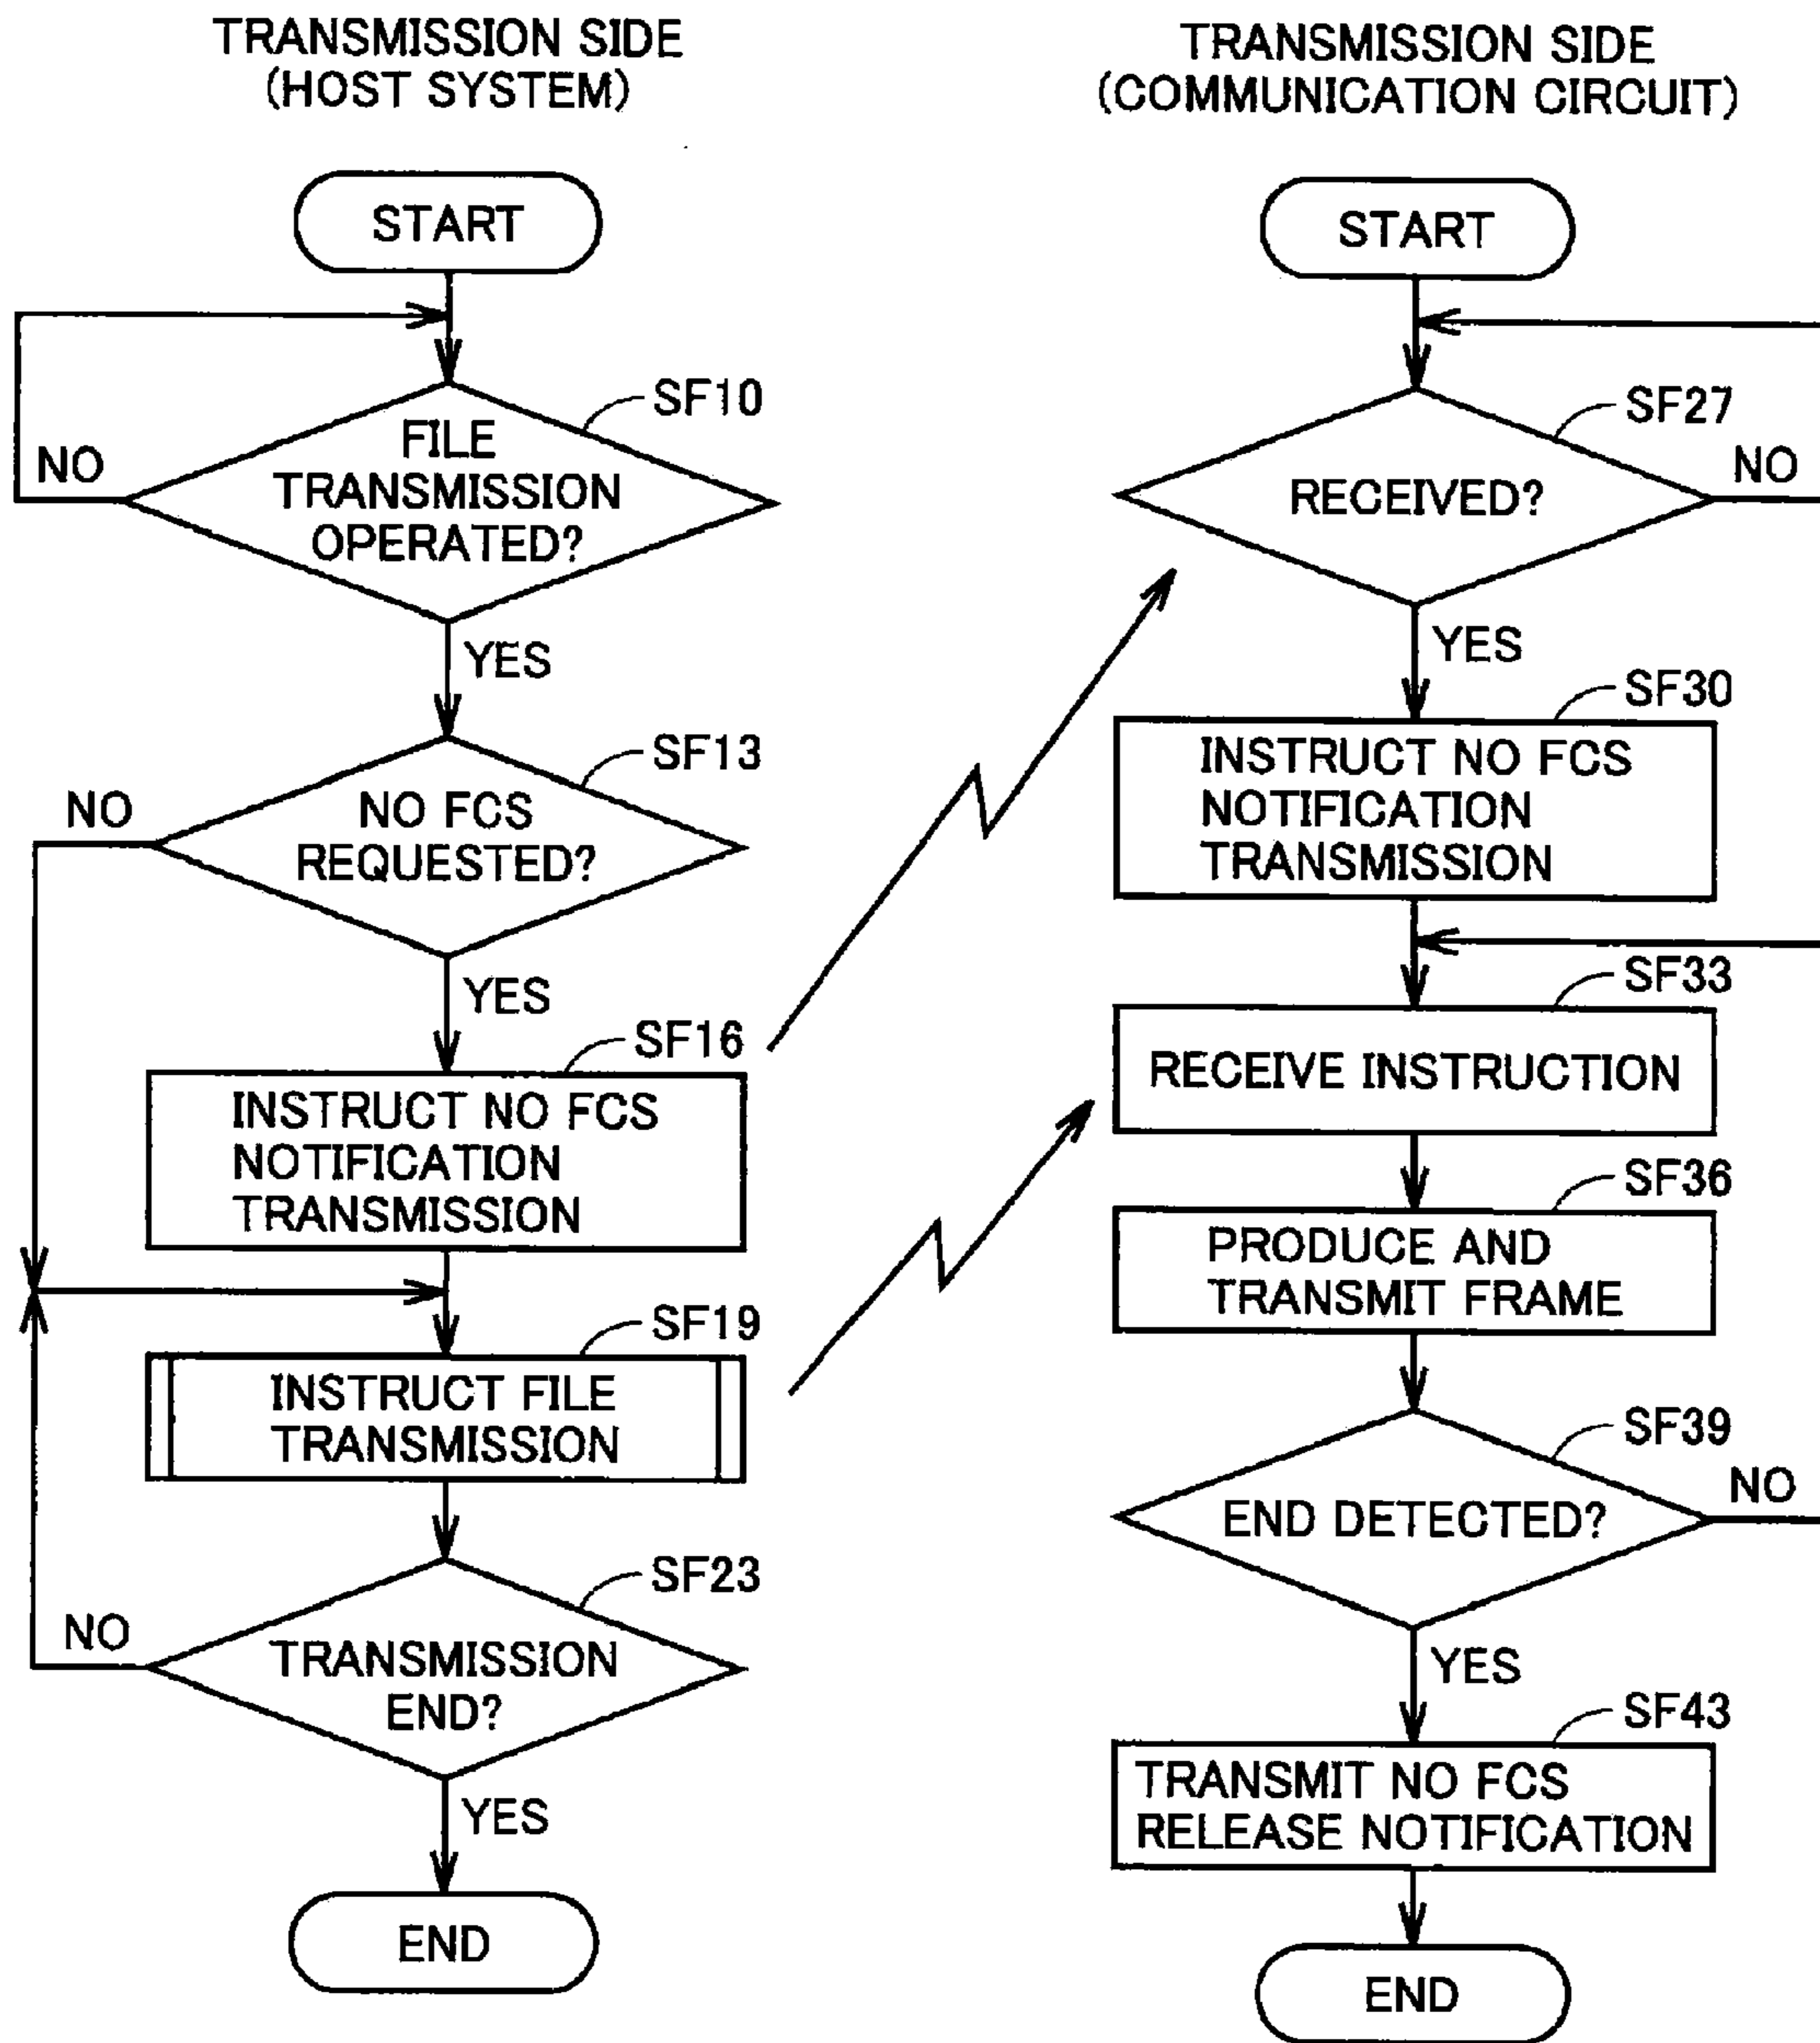 TRANSMISSION SIDE
(HOST SYSTEM)
START
SF10
FILE
TRANSMISSION
OPERATED?
NO
YES
SF13
NO FCS
REQUESTED?
NO
YES
SF16
INSTRUCT NO FCS
NOTIFICATION
TRANSMISSION
SF19
INSTRUCT FILE
TRANSMISSION
SF23
TRANSMISSION
END?
NO
YES
END
TRANSMISSION SIDE
(COMMUNICATION CIRCUIT)
START
SF27
RECEIVED?
NO
YES
SF30
INSTRUCT NO FCS
NOTIFICATION
TRANSMISSION
SF33
RECEIVE INSTRUCTION
SF36
PRODUCE AND
TRANSMIT FRAME
SF39
END DETECTED?
NO
YES
SF43
TRANSMIT NO FCS
RELEASE NOTIFICATION
END